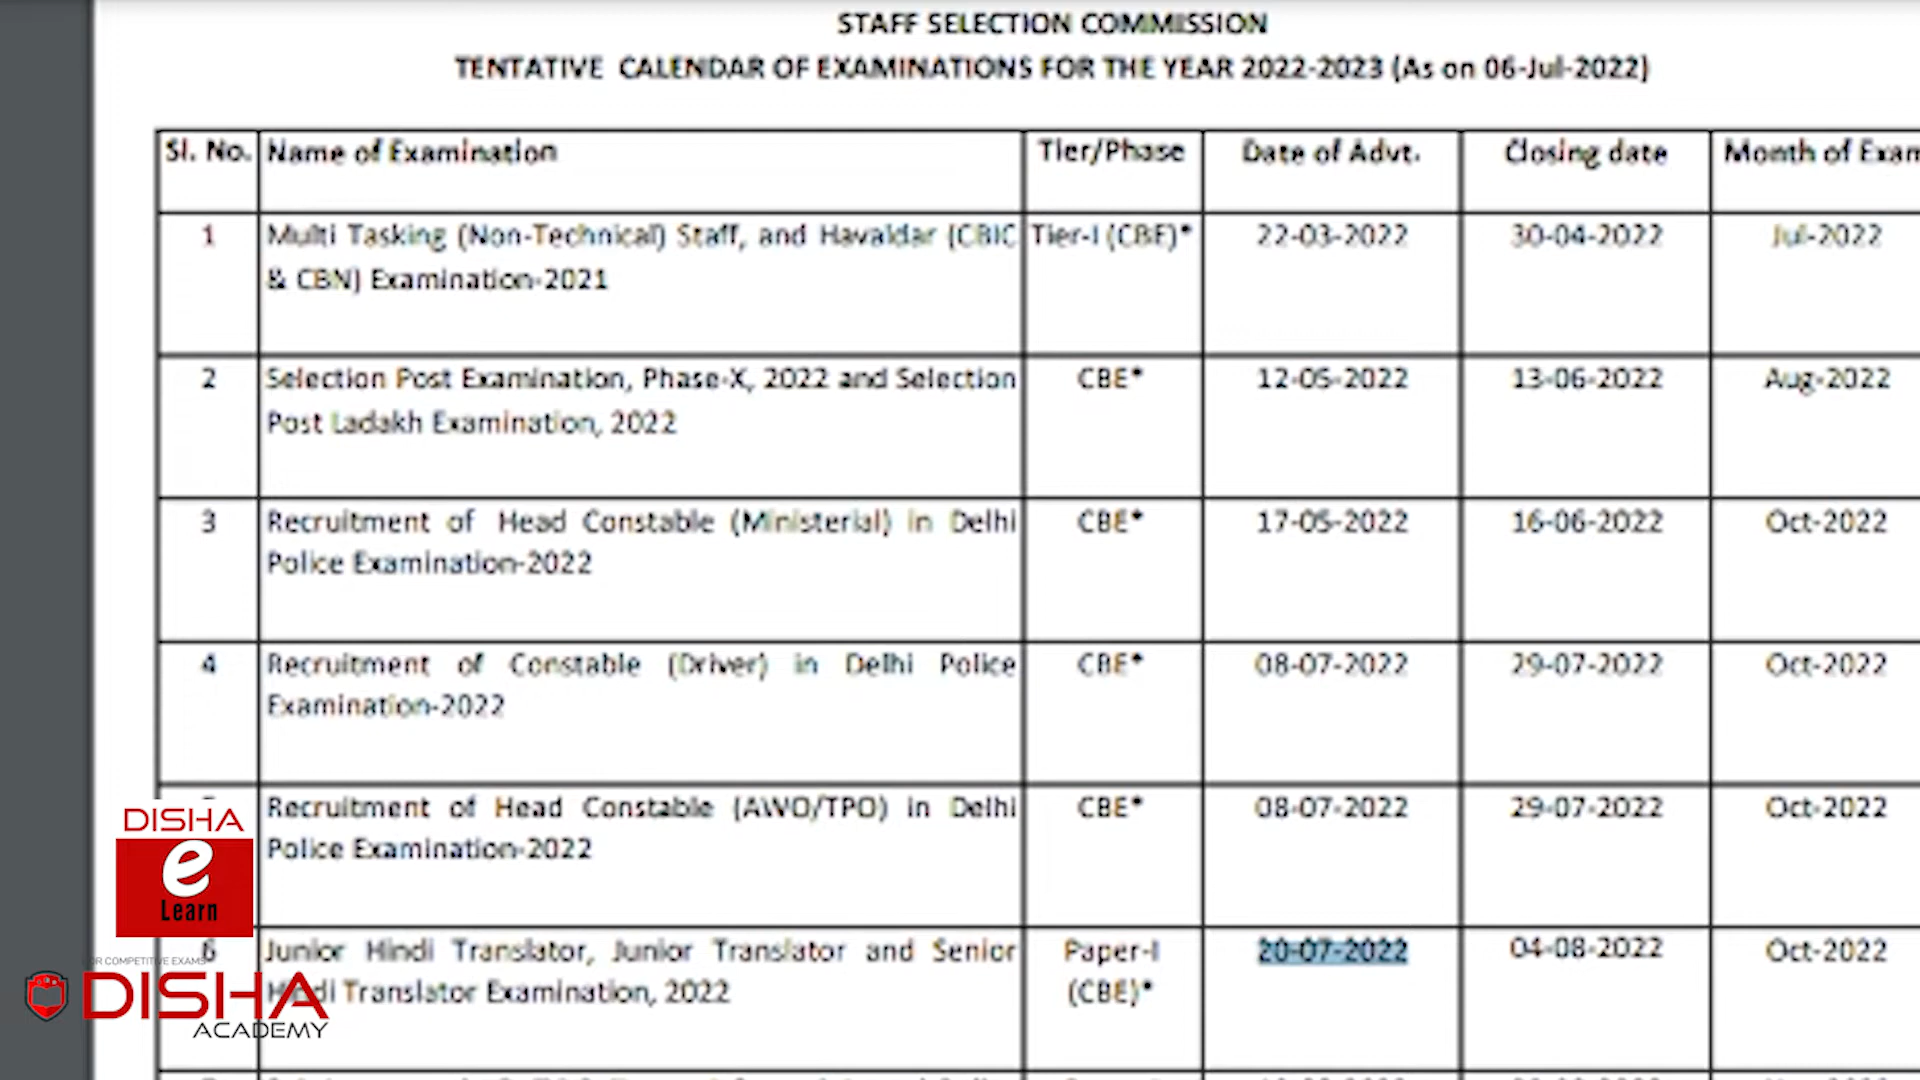 STAFF SELECTION COMMISSION
TENTATIVE CALENDAR OF EXAMINATIONS FOR THE YEAR 2022-2023 (As on 06-Jul-2022)
Sl. No. Name of Examination Tier/Phase Date of Advt. Closing date Month of Exam
1 Multi Tasking (Non-Technical) Staff, and Havaldar (CBIC Tier-I (CBE)* 22-03-2022 30-04-2022 Jul-2022
& CBN) Examination-2021
2 Selection Post Examination, Phase-X, 2022 and Selection CBE* 12-05-2022 13-06-2022 Aug-2022
Post Ladakh Examination, 2022
3 Recruitment of Head Constable (Ministerial) in Delhi CBE* 17-05-2022 16-06-2022 Oct-2022
Police Examination-2022
4 Recruitment of Constable (Driver) in Delhi Police CBE* 08-07-2022 29-07-2022 Oct-2022
Examination-2022
Recruitment of Head Constable (AWO/TPO) in Delhi CBE* 08-07-2022 29-07-2022 Oct-2022
Police Examination-2022
6 Junior Hindi Translator, Junior Translator and Senior Paper-I 20-07-2022 04-08-2022 Oct-2022
Hindi Translator Examination, 2022 (CBE)*
DISHA
e
Learn
FOR COMPETITIVE EXAMS
DISHA
ACADEMY